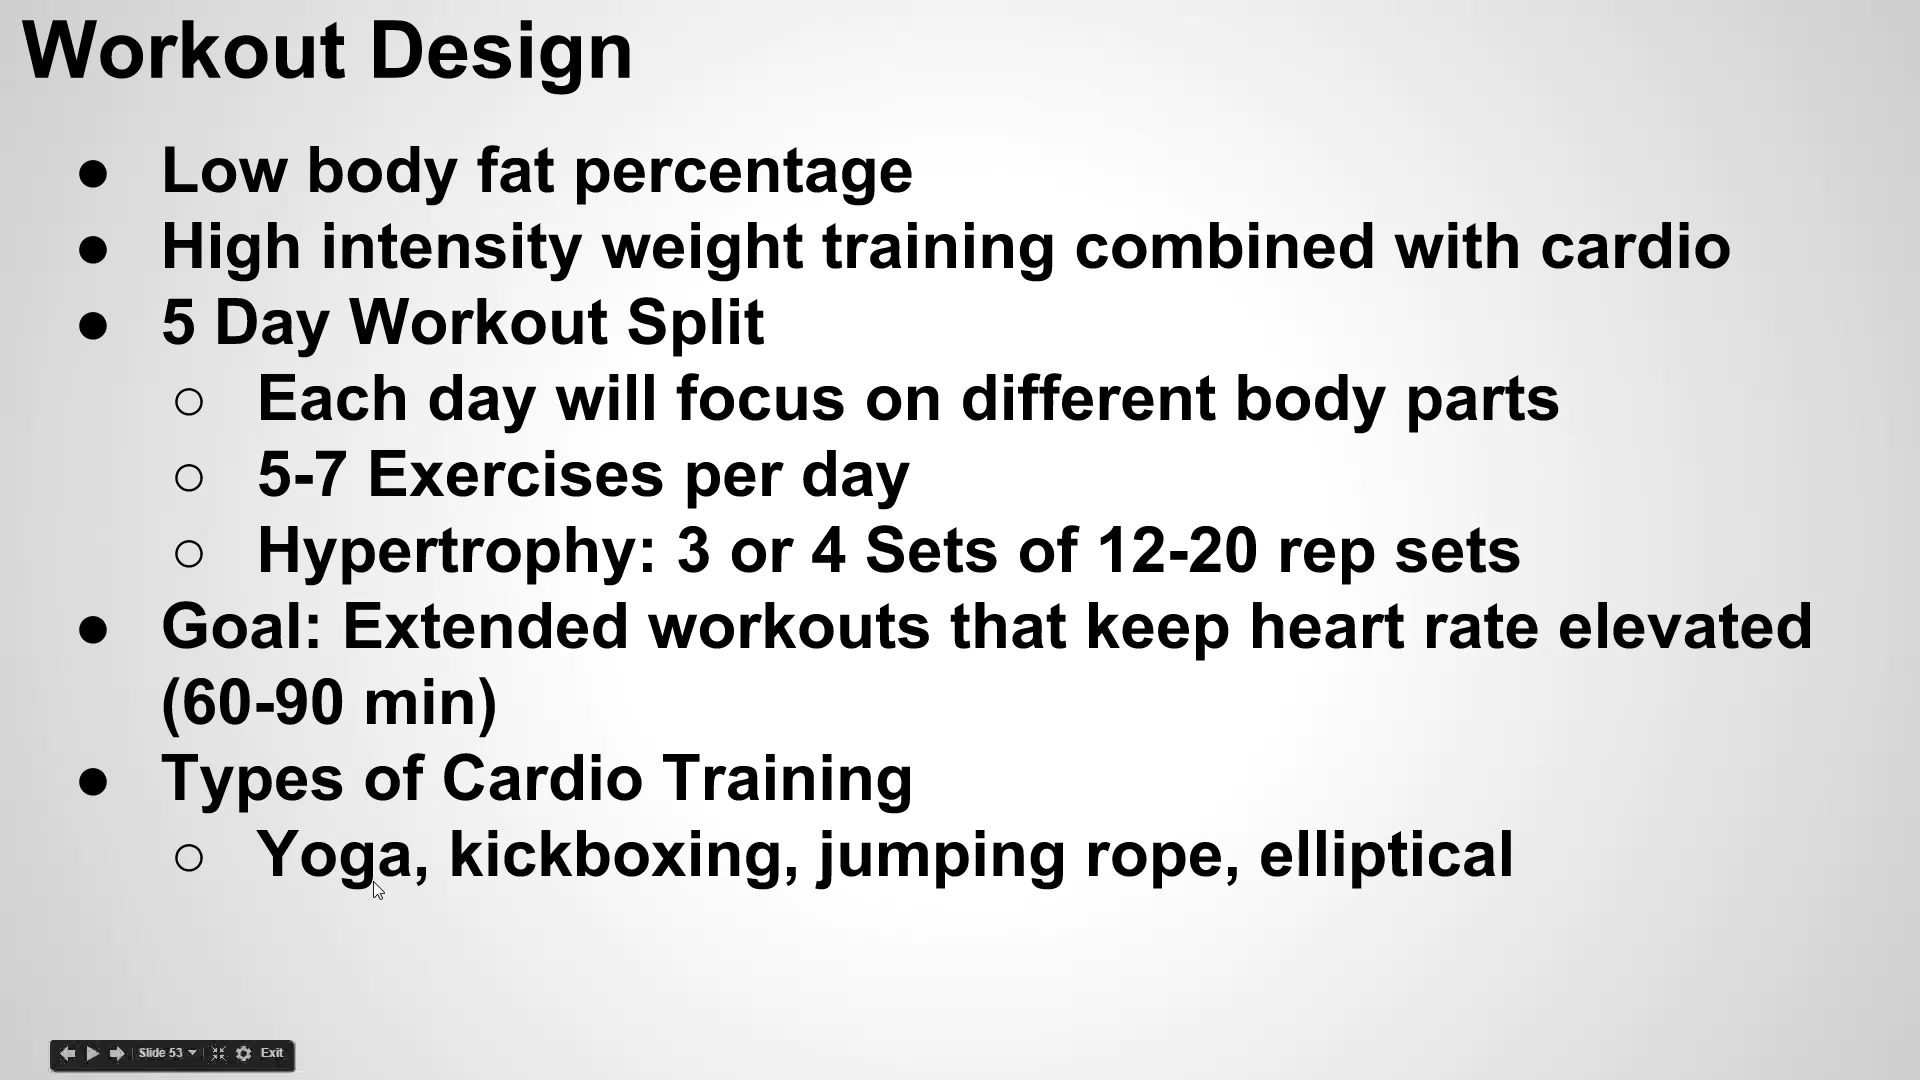 Workout Design
● Low body fat percentage
● High intensity weight training combined with cardio
● 5 Day Workout Split
○ Each day will focus on different body parts
○ 5-7 Exercises per day
○ Hypertrophy: 3 or 4 Sets of 12-20 rep sets
● Goal: Extended workouts that keep heart rate elevated
(60-90 min)
● Types of Cardio Training
○ Yoga, kickboxing, jumping rope, elliptical
Slide 53 Exit